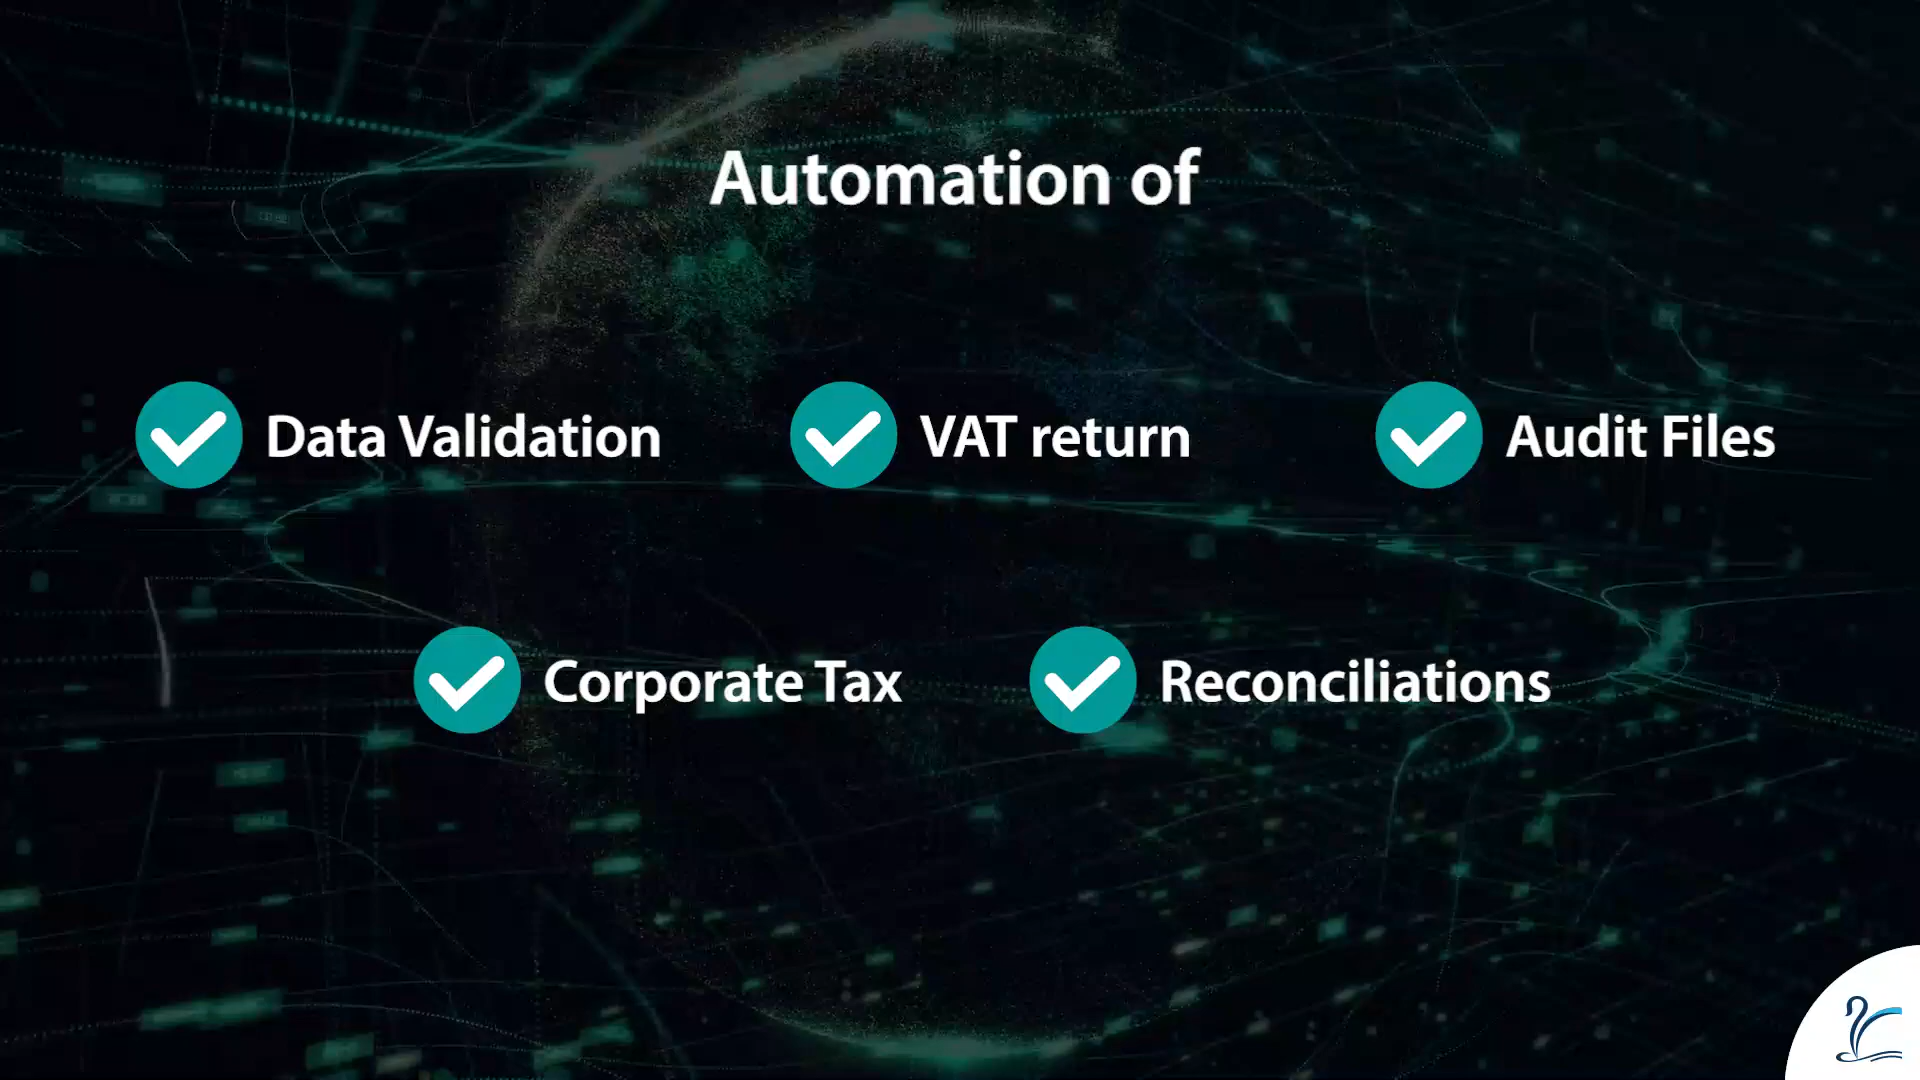 Automation of
Data Validation
VAT return
Audit Files
Corporate Tax
Reconciliations